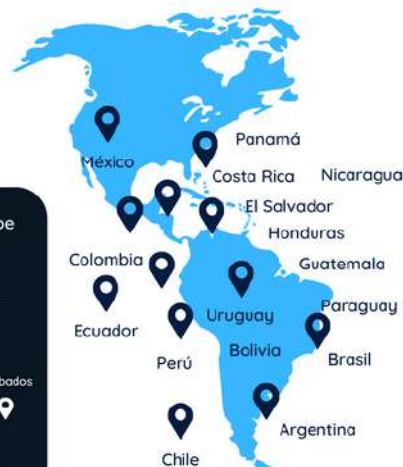 Panamá
México
Costa Rica
Nicaragua
El Salvador
Honduras
Colombia
Guatemala
Paraguay
Uruguay
Ecuador
Bolivia
Brasil
Perú
Argentina
Chile